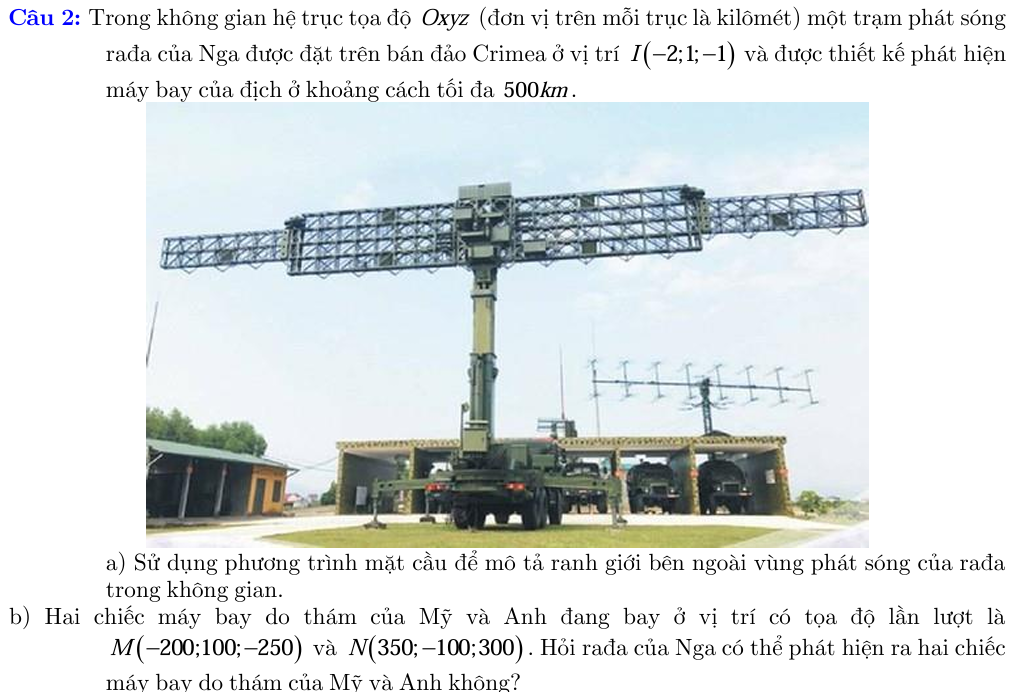 Câu 2: Trong không gian hệ trục tọa độ Oxyz (đơn vị trên mỗi trục là kilômét) một trạm phát sóng
rađa của Nga được đặt trên bán đảo Crimea ở vị trí I(−2;1;−1) và được thiết kế phát hiện
máy bay của địch ở khoảng cách tối đa 500km.
a) Sử dụng phương trình mặt cầu để mô tả ranh giới bên ngoài vùng phát sóng của rađa
trong không gian.
b) Hai chiếc máy bay do thám của Mỹ và Anh đang bay ở vị trí có tọa độ lần lượt là
M(−200;100;−250) và N(350;−100;300). Hỏi rađa của Nga có thể phát hiện ra hai chiếc
máy bay do thám của Mỹ và Anh không?